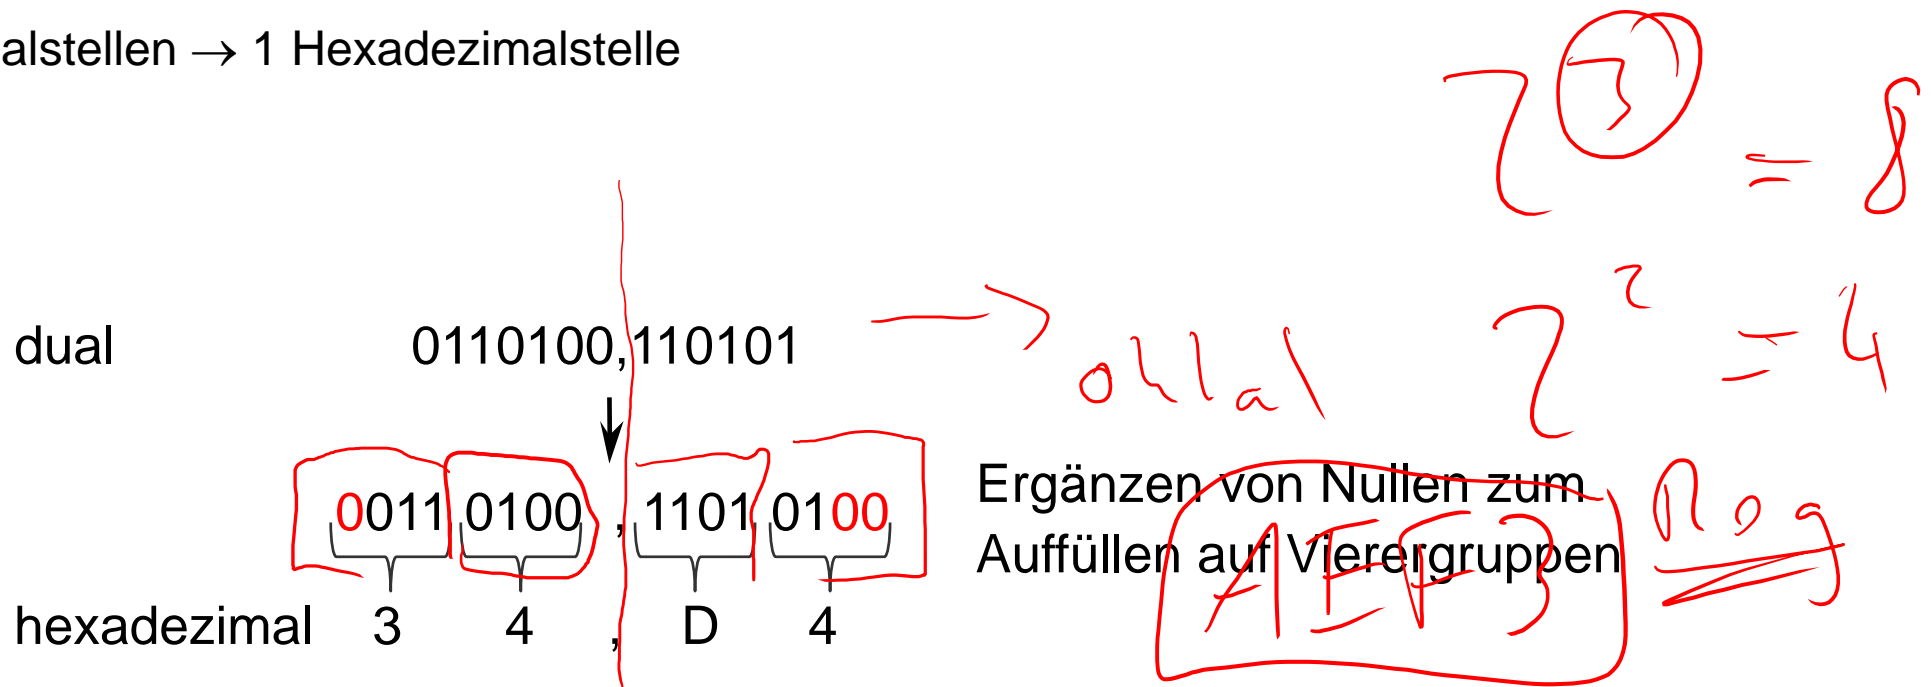 alstellen → 1 Hexadezimalstelle
2³ = 8
2² = 4
dual 0110100,110101 →
0011 0100 , 1101 0100
Ergänzen von Nullen zum
Auffüllen auf Vierergruppen
AEF3
hexadezimal 3 4 , D 4